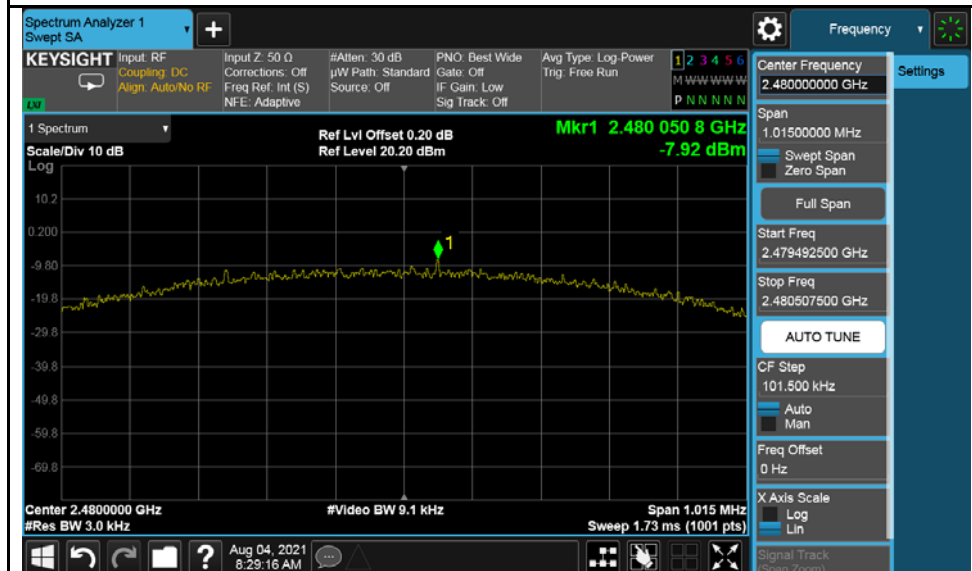 Spectrum Analyzer 1
Swept SA
+
Frequency
KEYSIGHT
LXI
Input: RF
Coupling: DC
Align: Auto/No RF
Input Z: 50 Ω
Corrections: Off
Freq Ref: Int (S)
NFE: Adaptive
#Atten: 30 dB
µW Path: Standard
Source: Off
PNO: Best Wide
Gate: Off
IF Gain: Low
Sig Track: Off
Avg Type: Log-Power
Trig: Free Run
1 2 3 4 5 6
M W W W W W
P N N N N N
Center Frequency
2.480000000 GHz
Settings
Span
1.01500000 MHz
Swept Span
Zero Span
Full Span
Start Freq
2.479492500 GHz
Stop Freq
2.480507500 GHz
AUTO TUNE
CF Step
101.500 kHz
Auto
Man
Freq Offset
0 Hz
X Axis Scale
Log
Lin
Signal Track
(Span Zoom)
1 Spectrum
Scale/Div 10 dB
Log
Ref Lvl Offset 0.20 dB
Ref Level 20.20 dBm
Mkr1 2.480 050 8 GHz
-7.92 dBm
10.2
0.200
-9.80
-19.8
-29.8
-39.8
-49.8
-59.8
-69.8
1
Center 2.4800000 GHz
#Res BW 3.0 kHz
#Video BW 9.1 kHz
Span 1.015 MHz
Sweep 1.73 ms (1001 pts)
?
Aug 04, 2021
8:29:16 AM